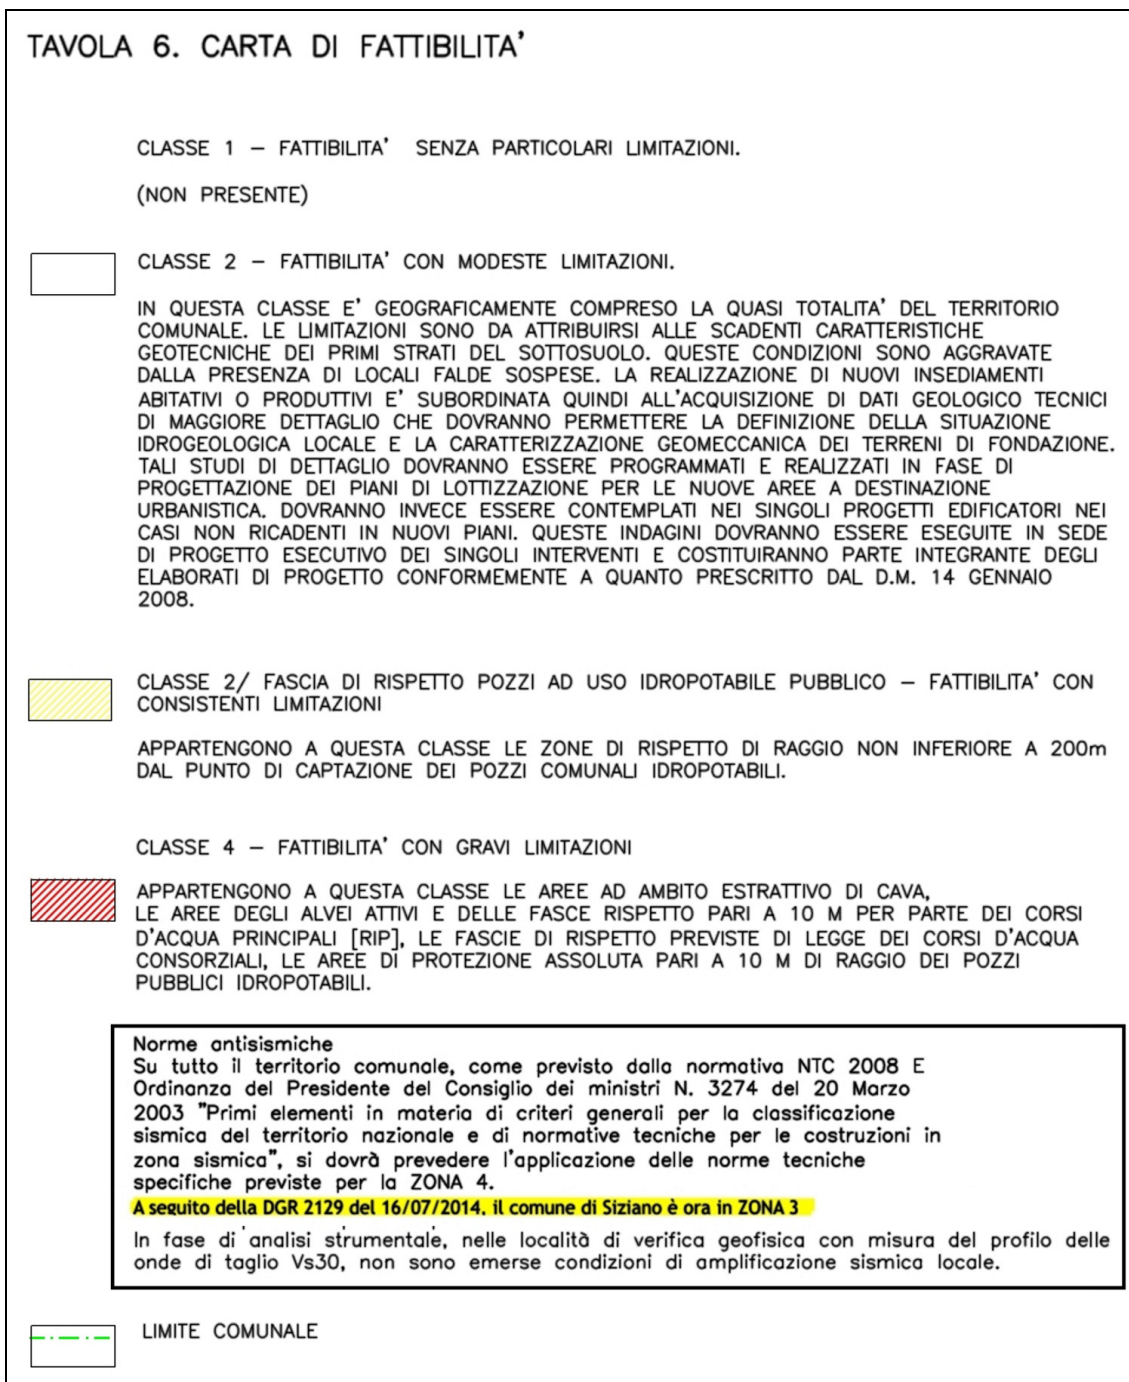 TAVOLA 6. CARTA DI FATTIBILITA'
CLASSE 1 – FATTIBILITA' SENZA PARTICOLARI LIMITAZIONI.
(NON PRESENTE)
CLASSE 2 – FATTIBILITA' CON MODESTE LIMITAZIONI.
IN QUESTA CLASSE E' GEOGRAFICAMENTE COMPRESO LA QUASI TOTALITA' DEL TERRITORIO
COMUNALE. LE LIMITAZIONI SONO DA ATTRIBUIRSI ALLE SCADENTI CARATTERISTICHE
GEOTECNICHE DEI PRIMI STRATI DEL SOTTOSUOLO. QUESTE CONDIZIONI SONO AGGRAVATE
DALLA PRESENZA DI LOCALI FALDE SOSPESE. LA REALIZZAZIONE DI NUOVI INSEDIAMENTI
ABITATIVI O PRODUTTIVI E' SUBORDINATA QUINDI ALL'ACQUISIZIONE DI DATI GEOLOGICO TECNICI
DI MAGGIORE DETTAGLIO CHE DOVRANNO PERMETTERE LA DEFINIZIONE DELLA SITUAZIONE
IDROGEOLOGICA LOCALE E LA CARATTERIZZAZIONE GEOMECCANICA DEI TERRENI DI FONDAZIONE.
TALI STUDI DI DETTAGLIO DOVRANNO ESSERE PROGRAMMATI E REALIZZATI IN FASE DI
PROGETTAZIONE DEI PIANI DI LOTTIZZAZIONE PER LE NUOVE AREE A DESTINAZIONE
URBANISTICA. DOVRANNO INVECE ESSERE CONTEMPLATI NEI SINGOLI PROGETTI EDIFICATORI NEI
CASI NON RICADENTI IN NUOVI PIANI. QUESTE INDAGINI DOVRANNO ESSERE ESEGUITE IN SEDE
DI PROGETTO ESECUTIVO DEI SINGOLI INTERVENTI E COSTITUIRANNO PARTE INTEGRANTE DEGLI
ELABORATI DI PROGETTO CONFORMEMENTE A QUANTO PRESCRITTO DAL D.M. 14 GENNAIO
2008.
CLASSE 2/ FASCIA DI RISPETTO POZZI AD USO IDROPOTABILE PUBBLICO – FATTIBILITA' CON
CONSISTENTI LIMITAZIONI
APPARTENGONO A QUESTA CLASSE LE ZONE DI RISPETTO DI RAGGIO NON INFERIORE A 200m
DAL PUNTO DI CAPTAZIONE DEI POZZI COMUNALI IDROPOTABILI.
CLASSE 4 – FATTIBILITA' CON GRAVI LIMITAZIONI
APPARTENGONO A QUESTA CLASSE LE AREE AD AMBITO ESTRATTIVO DI CAVA,
LE AREE DEGLI ALVEI ATTIVI E DELLE FASCE RISPETTO PARI A 10 M PER PARTE DEI CORSI
D'ACQUA PRINCIPALI [RIP], LE FASCIE DI RISPETTO PREVISTE DI LEGGE DEI CORSI D'ACQUA
CONSORZIALI, LE AREE DI PROTEZIONE ASSOLUTA PARI A 10 M DI RAGGIO DEI POZZI
PUBBLICI IDROPOTABILI.
Norme antisismiche
Su tutto il territorio comunale, come previsto dalla normativa NTC 2008 E
Ordinanza del Presidente del Consiglio dei ministri N. 3274 del 20 Marzo
2003 "Primi elementi in materia di criteri generali per la classificazione
sismica del territorio nazionale e di normative tecniche per le costruzioni in
zona sismica", si dovrà prevedere l'applicazione delle norme tecniche
specifiche previste per la ZONA 4.
A seguito della DGR 2129 del 16/07/2014, il comune di Siziano è ora in ZONA 3
In fase di analisi strumentale, nelle località di verifica geofisica con misura del profilo delle
onde di taglio Vs30, non sono emerse condizioni di amplificazione sismica locale.
LIMITE COMUNALE